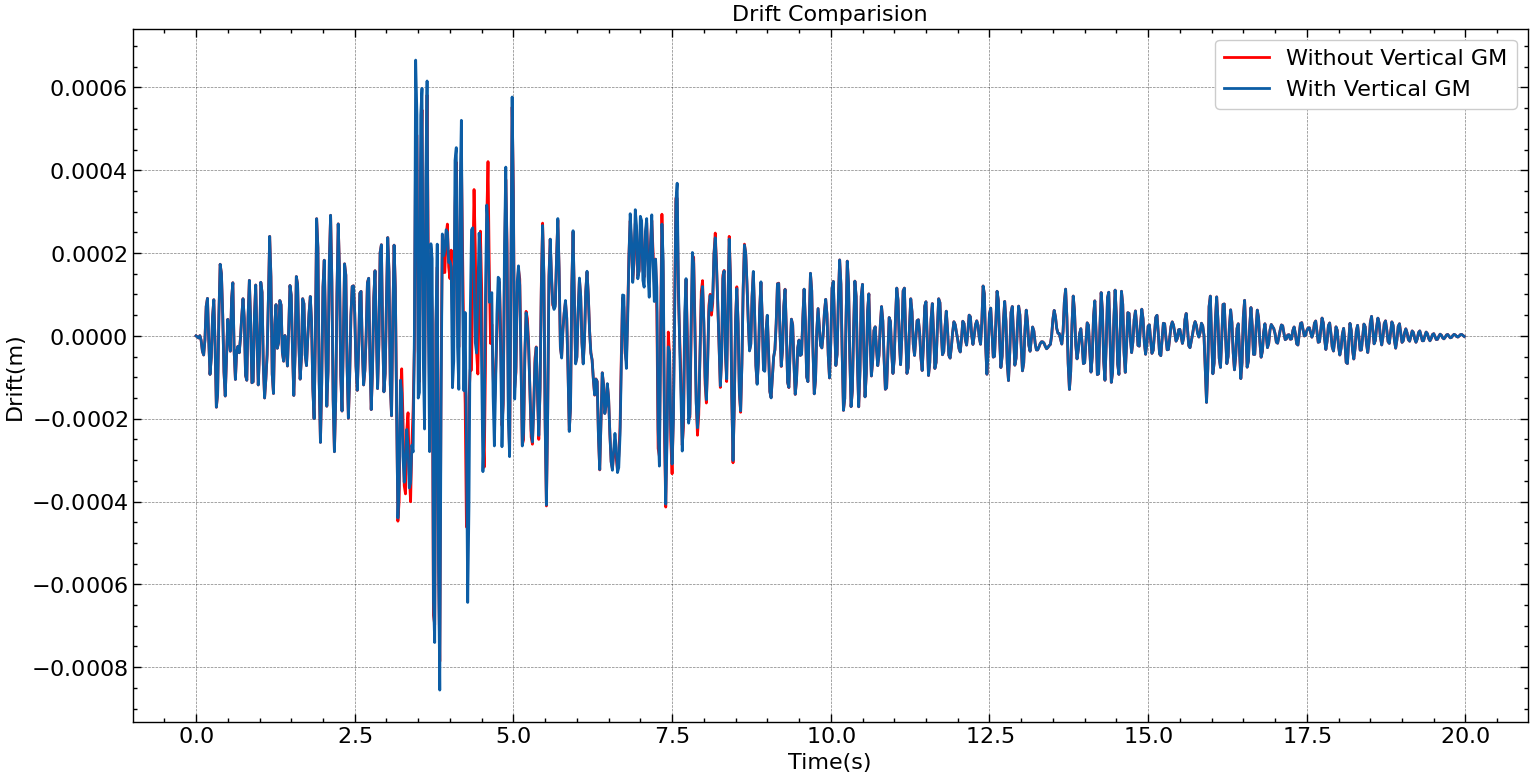 Drift Comparision
Without Vertical GM
With Vertical GM
0.0006
0.0004
0.0002
0.0000
−0.0002
−0.0004
−0.0006
−0.0008
Drift(m)
0.0 2.5 5.0 7.5 10.0 12.5 15.0 17.5 20.0
Time(s)